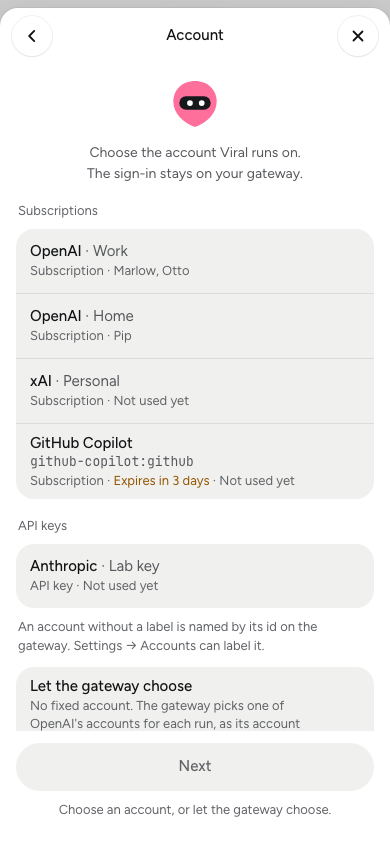 Account
Choose the account Viral runs on.
The sign-in stays on your gateway.
Subscriptions
OpenAI · Work
Subscription · Marlow, Otto
OpenAI · Home
Subscription · Pip
xAI · Personal
Subscription · Not used yet
GitHub Copilot
github-copilot:github
Subscription · Expires in 3 days · Not used yet
API keys
Anthropic · Lab key
API key · Not used yet
An account without a label is named by its id on the
gateway. Settings → Accounts can label it.
Let the gateway choose
No fixed account. The gateway picks one of
OpenAI's accounts for each run, as its account
Next
Choose an account, or let the gateway choose.